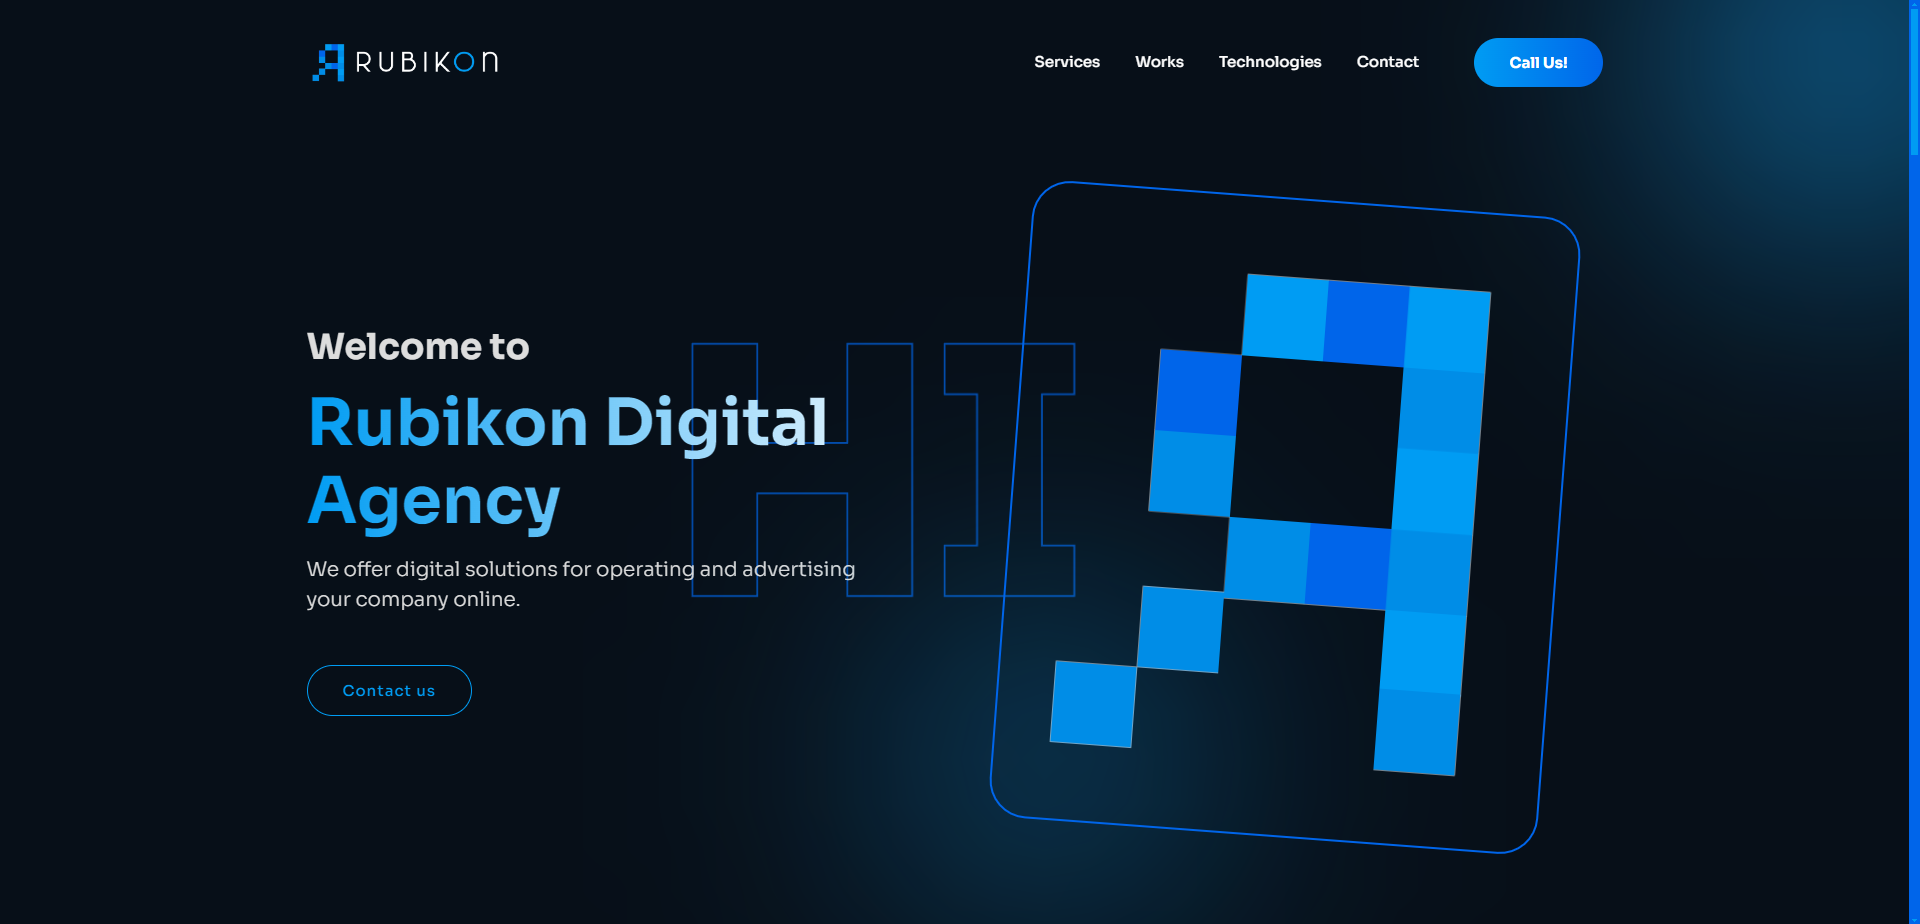 RUBIKON
Services
Works
Technologies
Contact
Call Us!
HI
Welcome to
Rubikon Digital
Agency
We offer digital solutions for operating and advertising
your company online.
Contact us